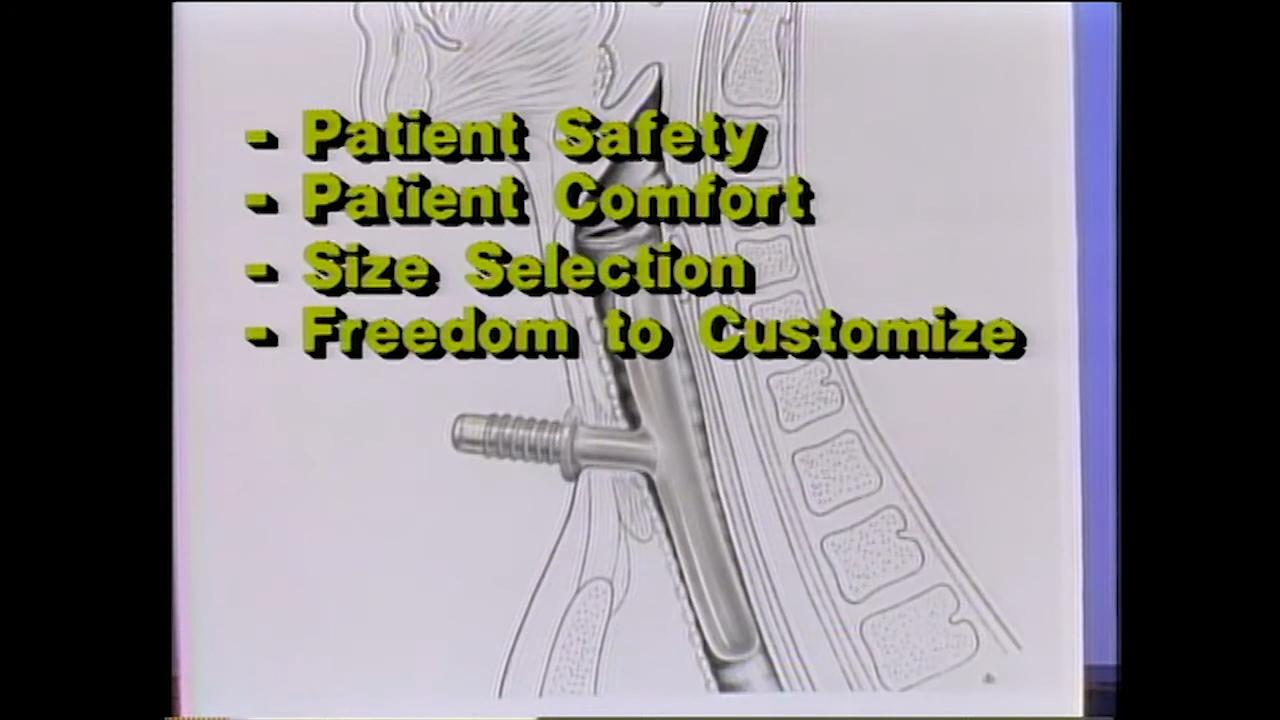 - Patient Safety
- Patient Comfort
- Size Selection
- Freedom to Customize